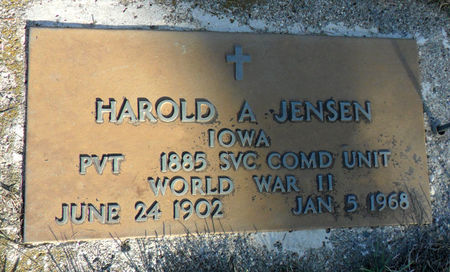 HAROLD A JENSEN
IOWA
PVT 1885 SVC COMD UNIT
WORLD WAR II
JUNE 24 1902 JAN 5 1968